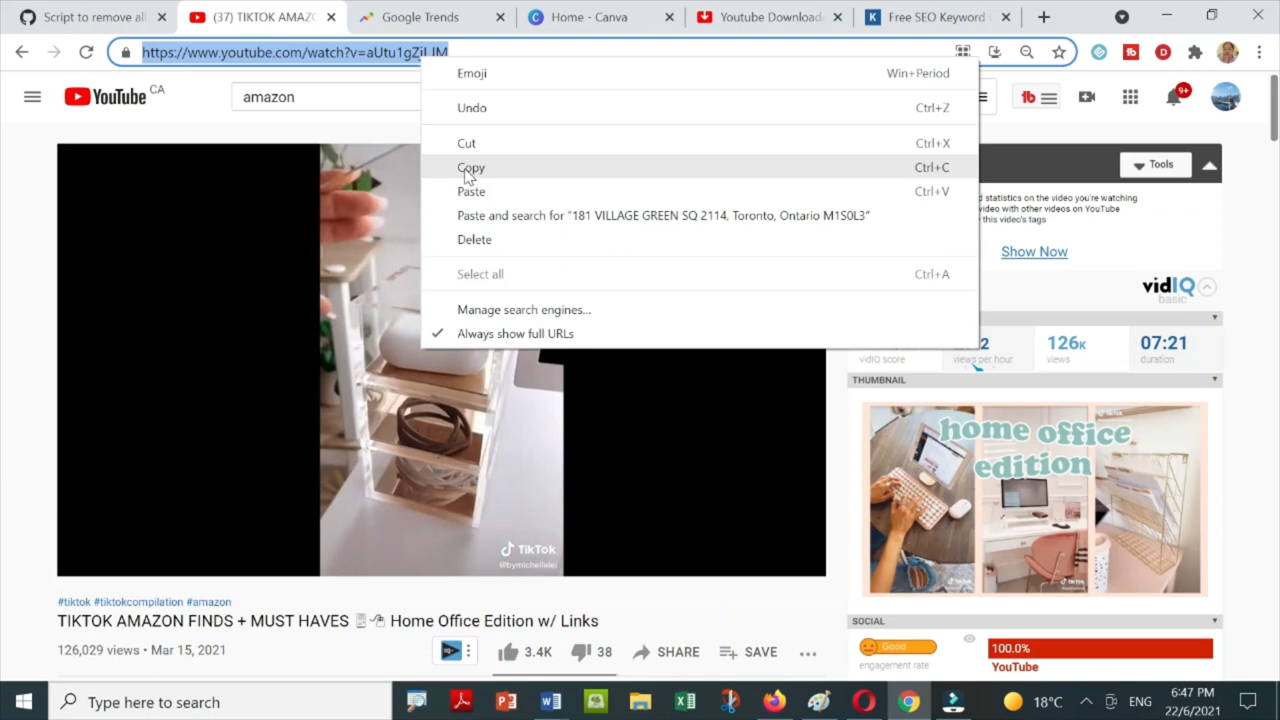 Script to remove all
(37) TIKTOK AMAZ
Google Trends
Home - Canva
Youtube Download
Free SEO Keyword
https://www.youtube.com/watch?v=aUtu1gZjLJM
YouTube CA
amazon
9+
Emoji Win+Period
Undo Ctrl+Z
Cut Ctrl+X
Copy Ctrl+C
Paste Ctrl+V
Paste and search for "181 VILLAGE GREEN SQ 2114, Toronto, Ontario M1S0L3"
Delete
Select all Ctrl+A
Manage search engines...
Always show full URLs
Tools
d statistics on the video you're watching
video with other videos on YouTube
this video's tags
Show Now
vidIQ
basic
2 126K 07:21
vidIQ score views per hour views duration
THUMBNAIL
home office
edition
TikTok
@bymichellelei
#tiktok #tiktokcompilation #amazon
TIKTOK AMAZON FINDS + MUST HAVES Home Office Edition w/ Links
126,029 views • Mar 15, 2021
3.4K 38 SHARE SAVE
SOCIAL
Good
engagement rate
100.0%
YouTube
Type here to search
18°C ENG
6:47 PM
22/6/2021